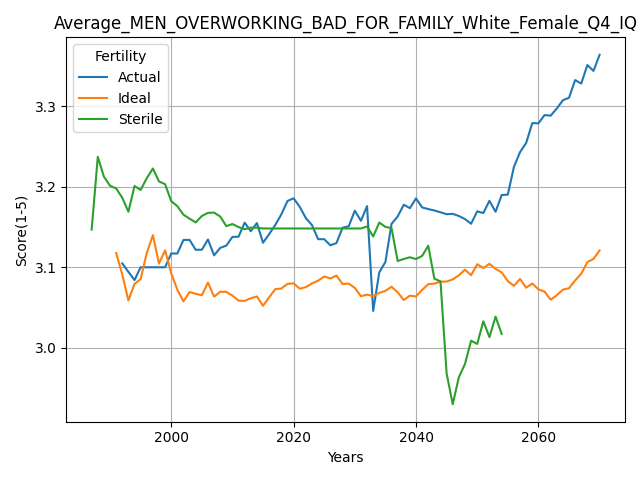 Average_MEN_OVERWORKING_BAD_FOR_FAMILY_White_Female_Q4_IQ
Fertility
Actual
Ideal
Sterile
3.3
3.2
3.1
3.0
Score(1-5)
2000
2020
2040
2060
Years